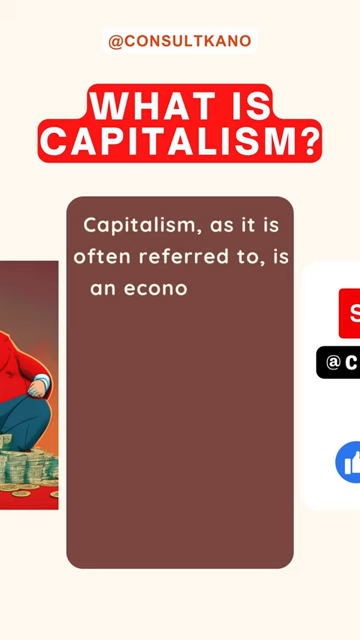 @CONSULTKANO
WHAT IS
CAPITALISM?
Capitalism, as it is
often referred to, is
an econo
S
@C